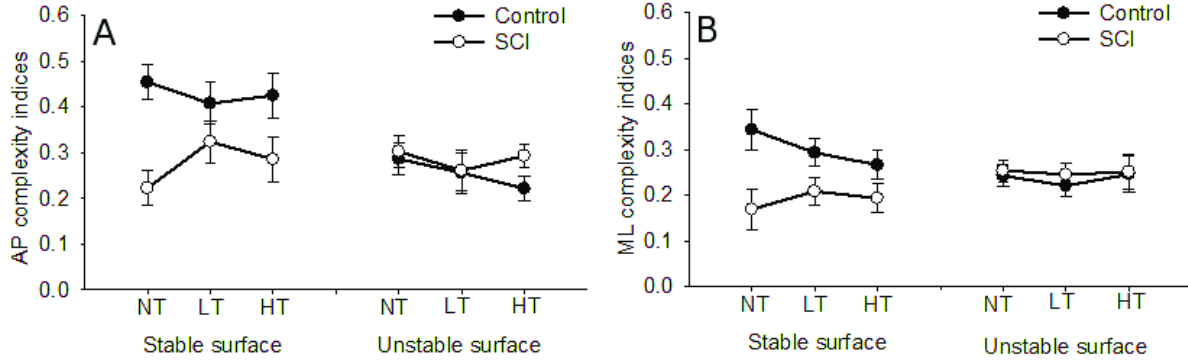 A
Control
SCI
AP complexity indices
0.6
0.5
0.4
0.3
0.2
0.1
0.0
NT LT HT NT LT HT
Stable surface Unstable surface
B
Control
SCI
ML complexity indices
0.6
0.5
0.4
0.3
0.2
0.1
0.0
NT LT HT NT LT HT
Stable surface Unstable surface